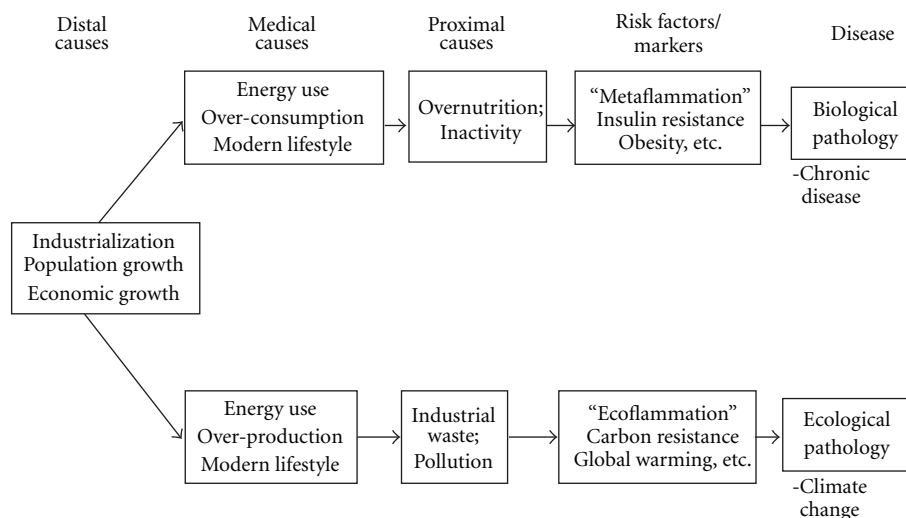 Distal
causes
Medical
causes
Proximal
causes
Risk factors/
markers
Disease
Energy use
Over-consumption
Modern lifestyle
Overnutrition;
Inactivity
“Metaflammation”
Insulin resistance
Obesity, etc.
Biological
pathology
-Chronic
disease
Industrialization
Population growth
Economic growth
Energy use
Over-production
Modern lifestyle
Industrial
waste;
Pollution
“Ecoflammation”
Carbon resistance
Global warming, etc.
Ecological
pathology
-Climate
change